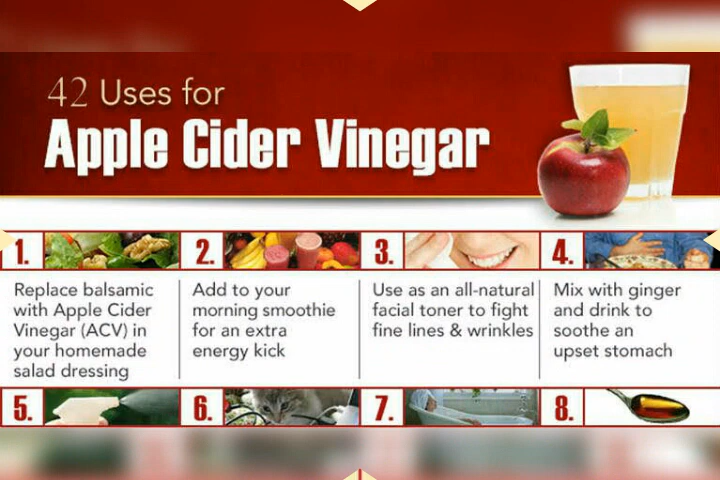 42 Uses for
Apple Cider Vinegar
1.
2.
3.
4.
Replace balsamic
with Apple Cider
Vinegar (ACV) in
your homemade
salad dressing
Add to your
morning smoothie
for an extra
energy kick
Use as an all-natural
facial toner to fight
fine lines & wrinkles
Mix with ginger
and drink to
soothe an
upset stomach
5.
6.
7.
8.